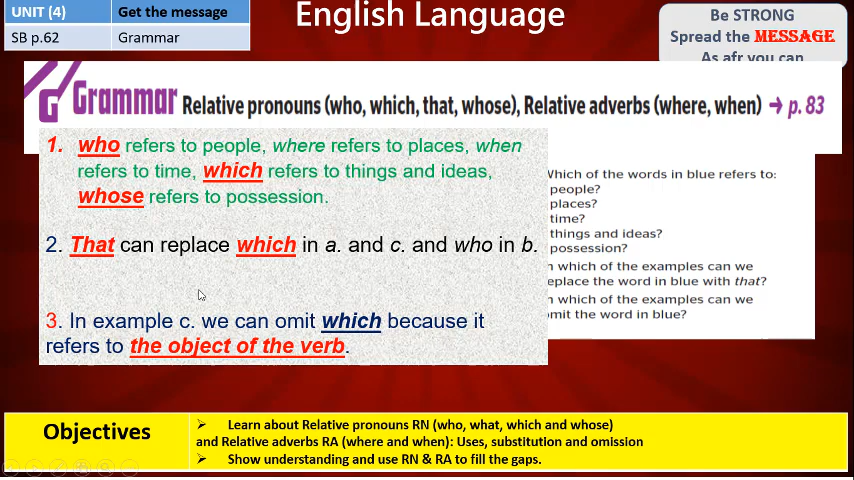 UNIT (4)
Get the message
SB p.62
Grammar
English Language
Be STRONG
Spread the MESSAGE
As afr you can
G Grammar Relative pronouns (who, which, that, whose), Relative adverbs (where, when) → p. 83
1. who refers to people, where refers to places, when
refers to time, which refers to things and ideas,
whose refers to possession.
2. That can replace which in a. and c. and who in b.
3. In example c. we can omit which because it
refers to the object of the verb.
Which of the words in blue refers to:
people?
places?
time?
things and ideas?
possession?
n which of the examples can we
eplace the word in blue with that?
n which of the examples can we
omit the word in blue?
Objectives
➢ Learn about Relative pronouns RN (who, what, which and whose)
and Relative adverbs RA (where and when): Uses, substitution and omission
➢ Show understanding and use RN & RA to fill the gaps.